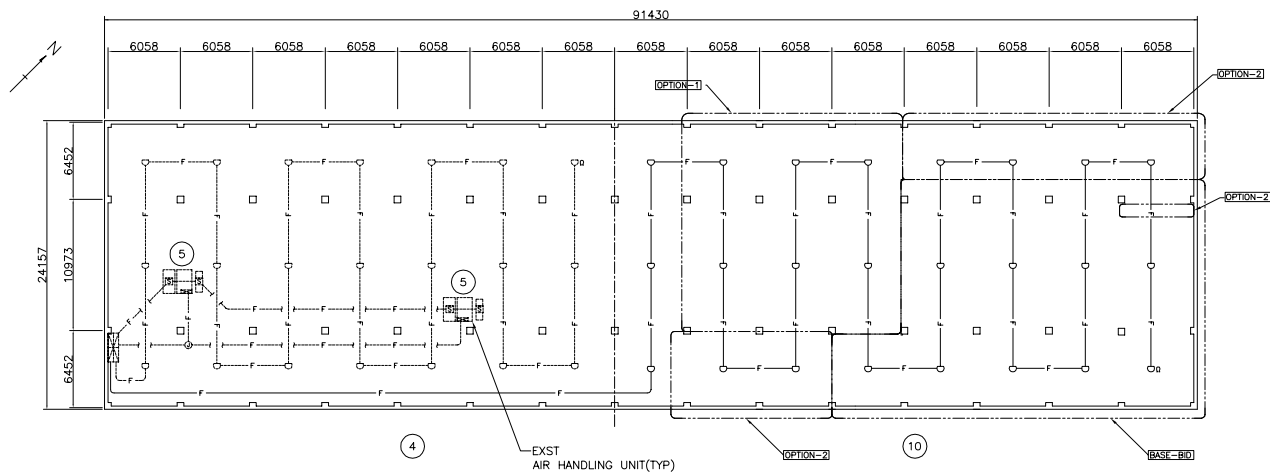 91430
6058 6058 6058 6058 6058 6058 6058 6058 6058 6058 6058 6058 6058 6058 6058
N
OPTION-1
OPTION-2
24157
6452
10973
6452
F F F F F F F
Ω
OPTION-2
F F F F F F F F F F F F F F F
5
5
S S S S
F F F F
F F F F F
F F F F F F F
Ω
F F F F
4
EXST
AIR HANDLING UNIT(TYP)
OPTION-2
10
BASE-BID